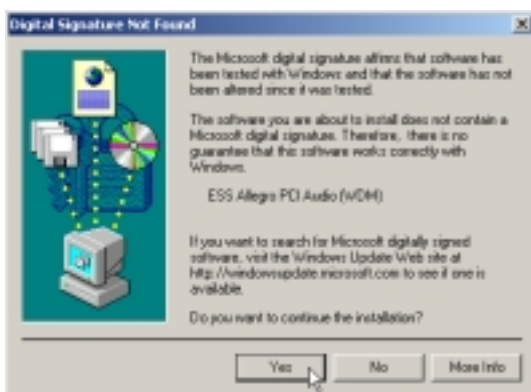 Digital Signature Not Found
The Microsoft digital signature affirms that software has
been tested with Windows and that the software has not
been altered since it was tested.
The software you are about to install does not contain a
Microsoft digital signature. Therefore, there is no
guarantee that this software works correctly with
Windows.
ESS Allegro PCI Audio (WDM)
If you want to search for Microsoft digitally signed
software, visit the Windows Update Web site at
http://windowsupdate.microsoft.com to see if one is
available.
Do you want to continue the installation?
Yes No More Info